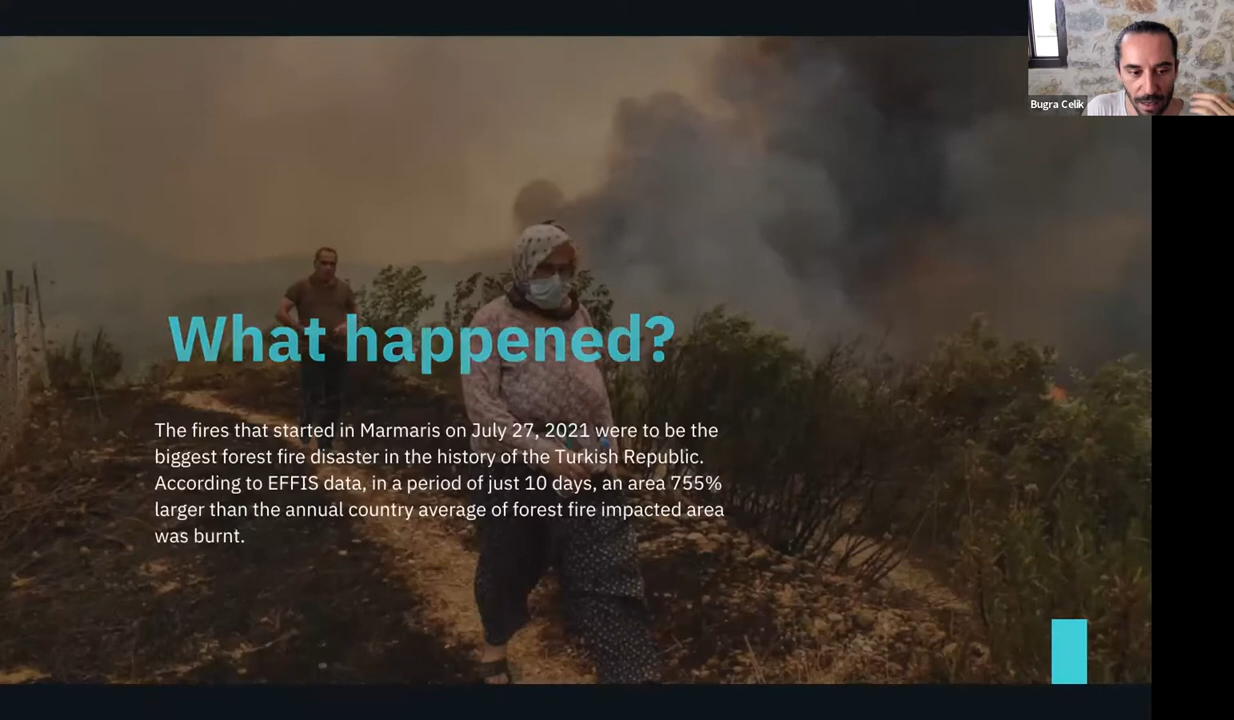 Bugra Celik
What happened?
The fires that started in Marmaris on July 27, 2021 were to be the
biggest forest fire disaster in the history of the Turkish Republic.
According to EFFIS data, in a period of just 10 days, an area 755%
larger than the annual country average of forest fire impacted area
was burnt.